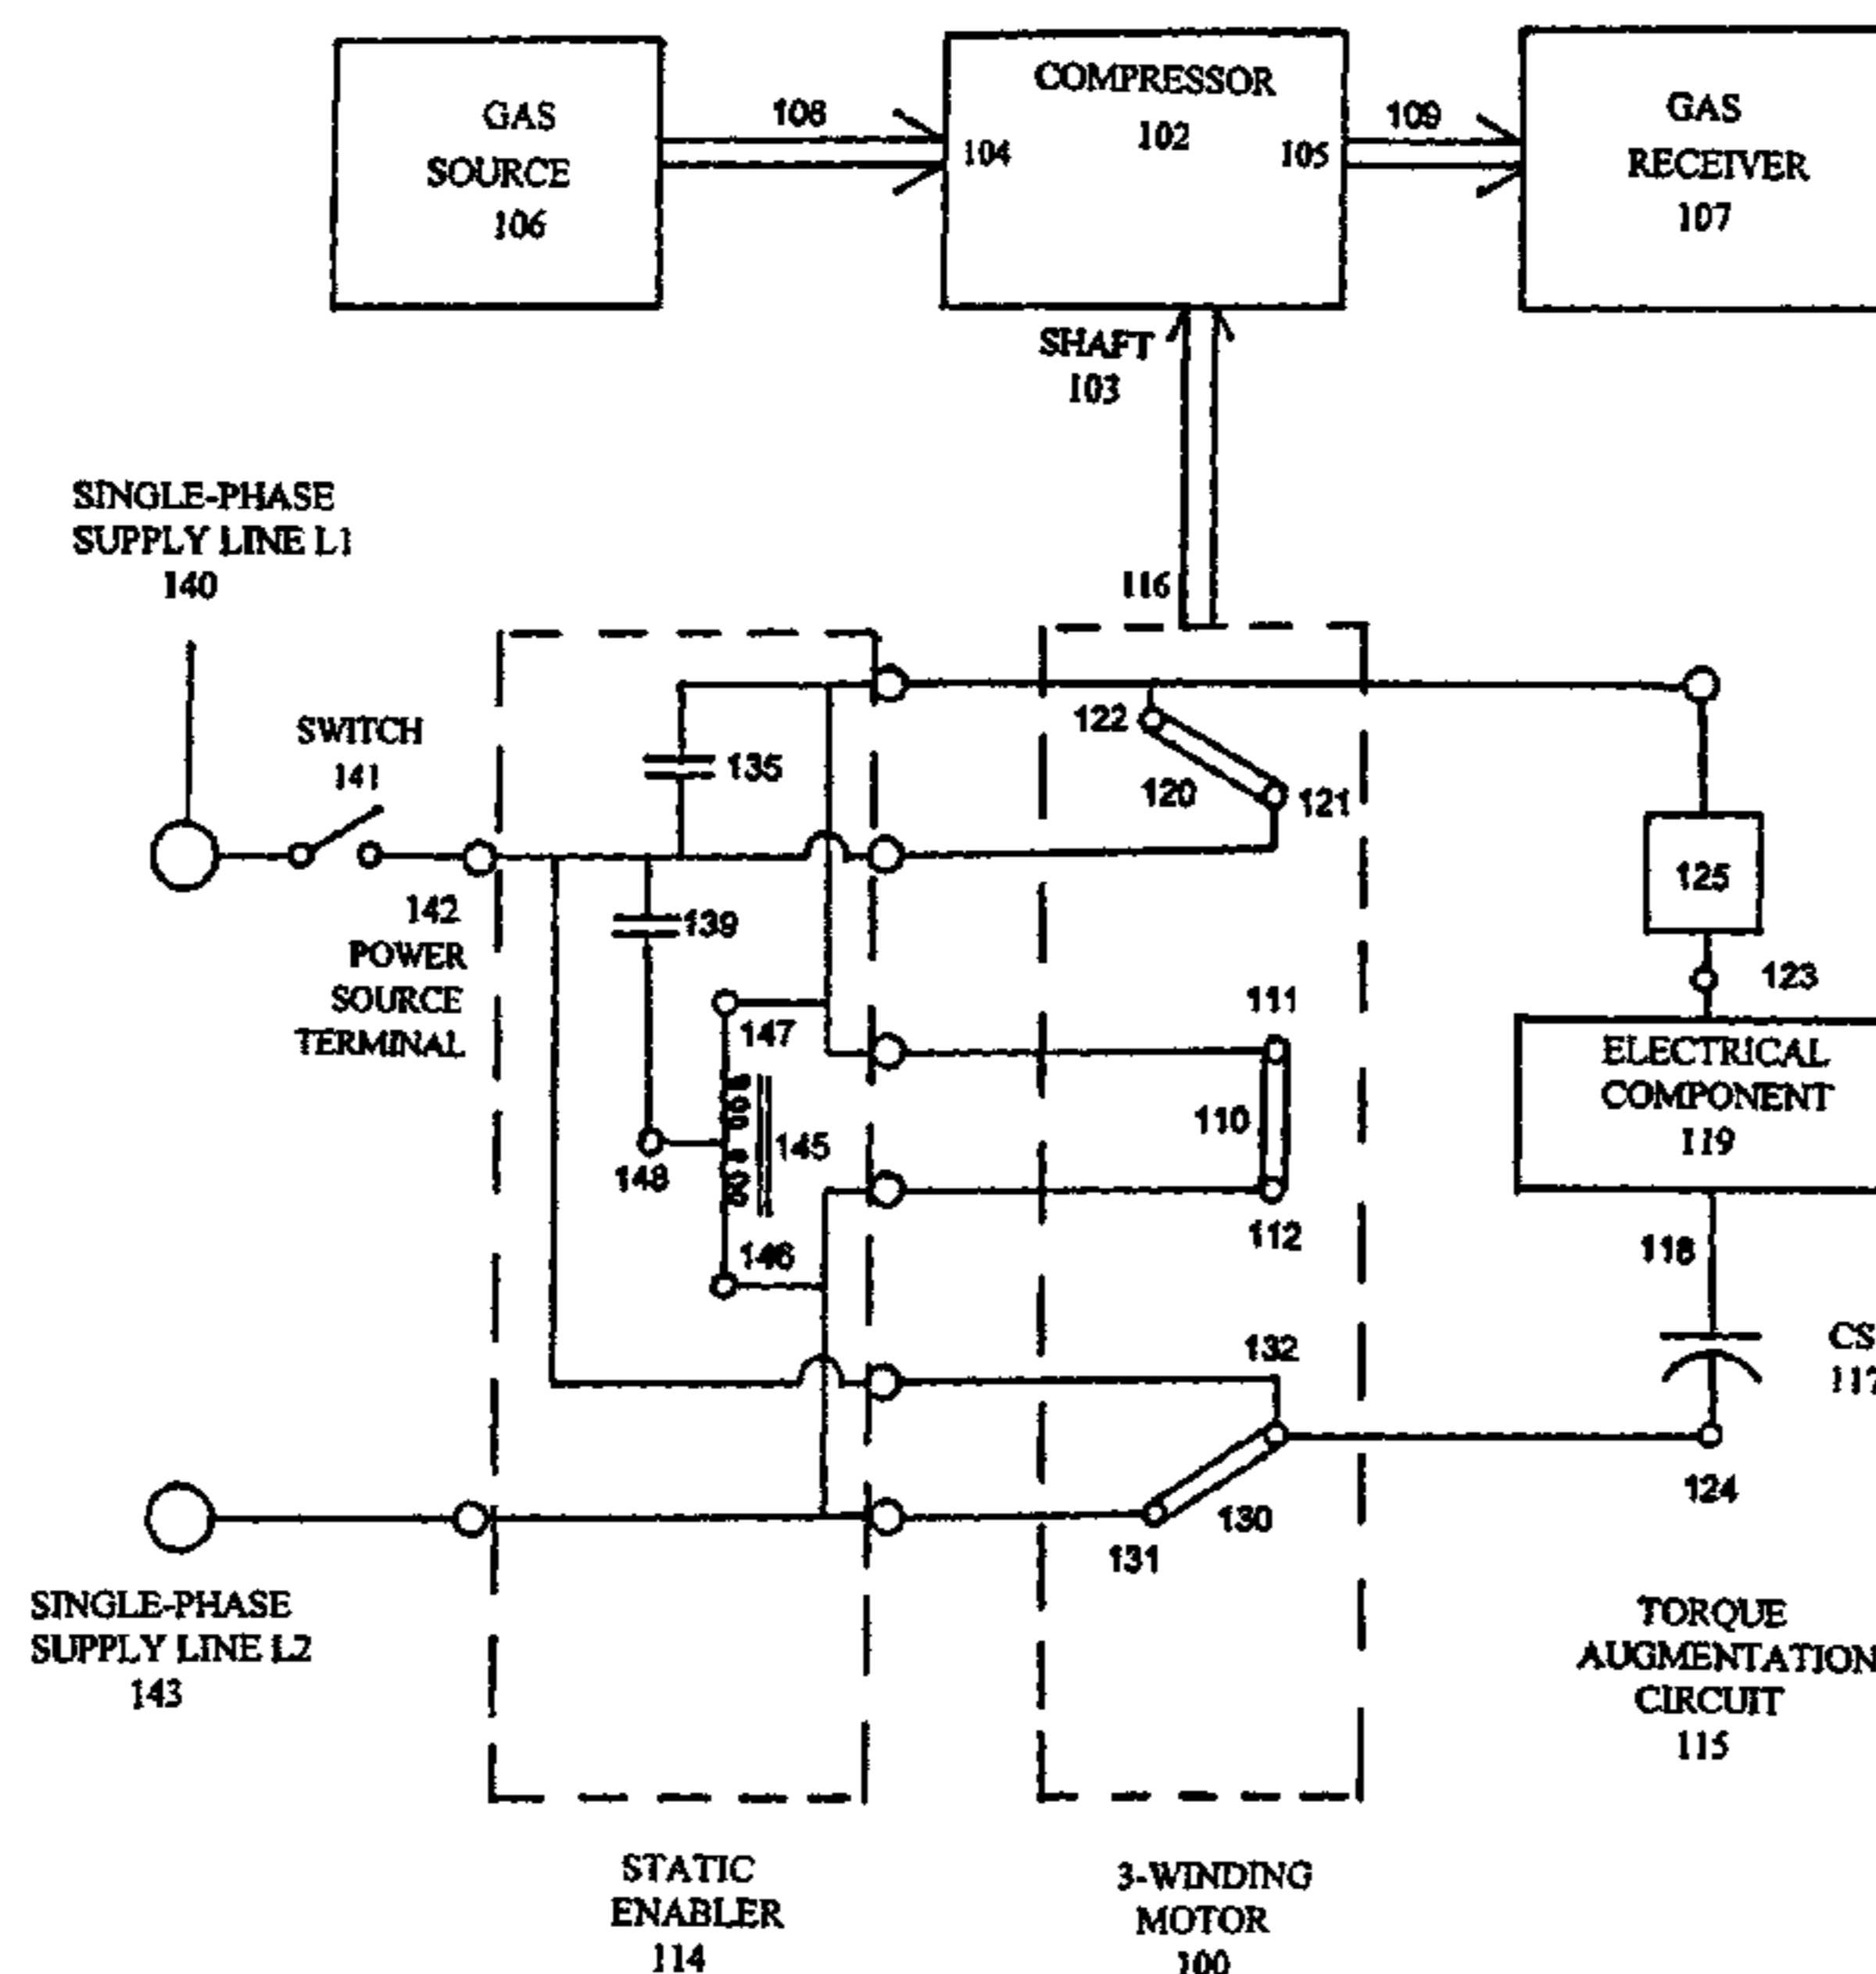 GAS
SOURCE
106
108
104
COMPRESSOR
102
105
109
GAS
RECEIVER
107
SHAFT
103
116
SINGLE-PHASE
SUPPLY LINE L1
140
SWITCH
141
142
POWER
SOURCE
TERMINAL
135
139
147
145
148
146
122
120
121
111
110
112
132
130
131
125
123
ELECTRICAL
COMPONENT
119
118
CS
117
124
SINGLE-PHASE
SUPPLY LINE L2
143
TORQUE
AUGMENTATION
CIRCUIT
115
STATIC
ENABLER
114
3-WINDING
MOTOR
100